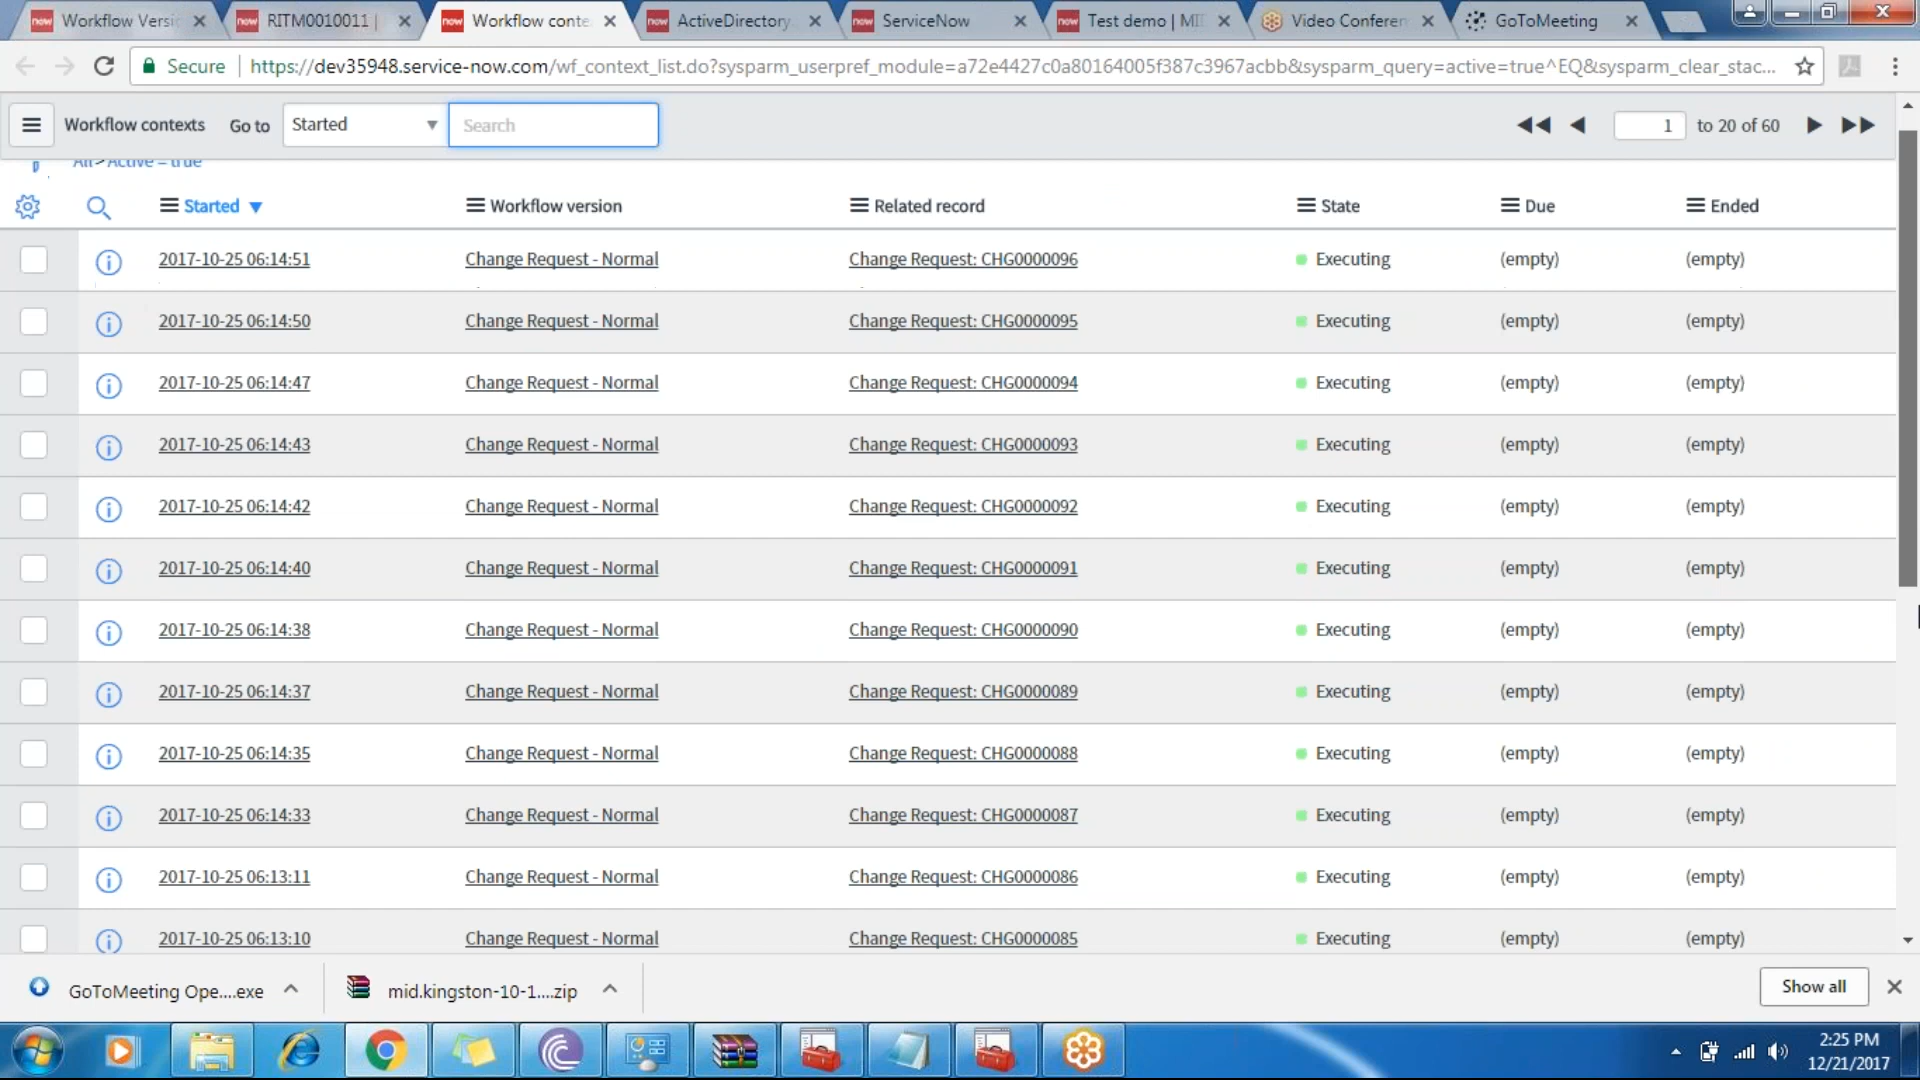 now Workflow Versi
now RITM0010011 |
now Workflow conte
now ActiveDirectory
now ServiceNow
now Test demo | MI
Video Conferen
GoToMeeting
Secure | https://dev35948.service-now.com/wf_context_list.do?sysparm_userpref_module=a72e4427c0a80164005f387c3967acbb&sysparm_query=active=true^EQ&sysparm_clear_stac...
Workflow contexts Go to Started Search 1 to 20 of 60
All > Active = true
Started Workflow version Related record State Due Ended
2017-10-25 06:14:51 Change Request - Normal Change Request: CHG0000096 Executing (empty) (empty)
2017-10-25 06:14:50 Change Request - Normal Change Request: CHG0000095 Executing (empty) (empty)
2017-10-25 06:14:47 Change Request - Normal Change Request: CHG0000094 Executing (empty) (empty)
2017-10-25 06:14:43 Change Request - Normal Change Request: CHG0000093 Executing (empty) (empty)
2017-10-25 06:14:42 Change Request - Normal Change Request: CHG0000092 Executing (empty) (empty)
2017-10-25 06:14:40 Change Request - Normal Change Request: CHG0000091 Executing (empty) (empty)
2017-10-25 06:14:38 Change Request - Normal Change Request: CHG0000090 Executing (empty) (empty)
2017-10-25 06:14:37 Change Request - Normal Change Request: CHG0000089 Executing (empty) (empty)
2017-10-25 06:14:35 Change Request - Normal Change Request: CHG0000088 Executing (empty) (empty)
2017-10-25 06:14:33 Change Request - Normal Change Request: CHG0000087 Executing (empty) (empty)
2017-10-25 06:13:11 Change Request - Normal Change Request: CHG0000086 Executing (empty) (empty)
2017-10-25 06:13:10 Change Request - Normal Change Request: CHG0000085 Executing (empty) (empty)
GoToMeeting Ope....exe mid.kingston-10-1....zip Show all
2:25 PM
12/21/2017